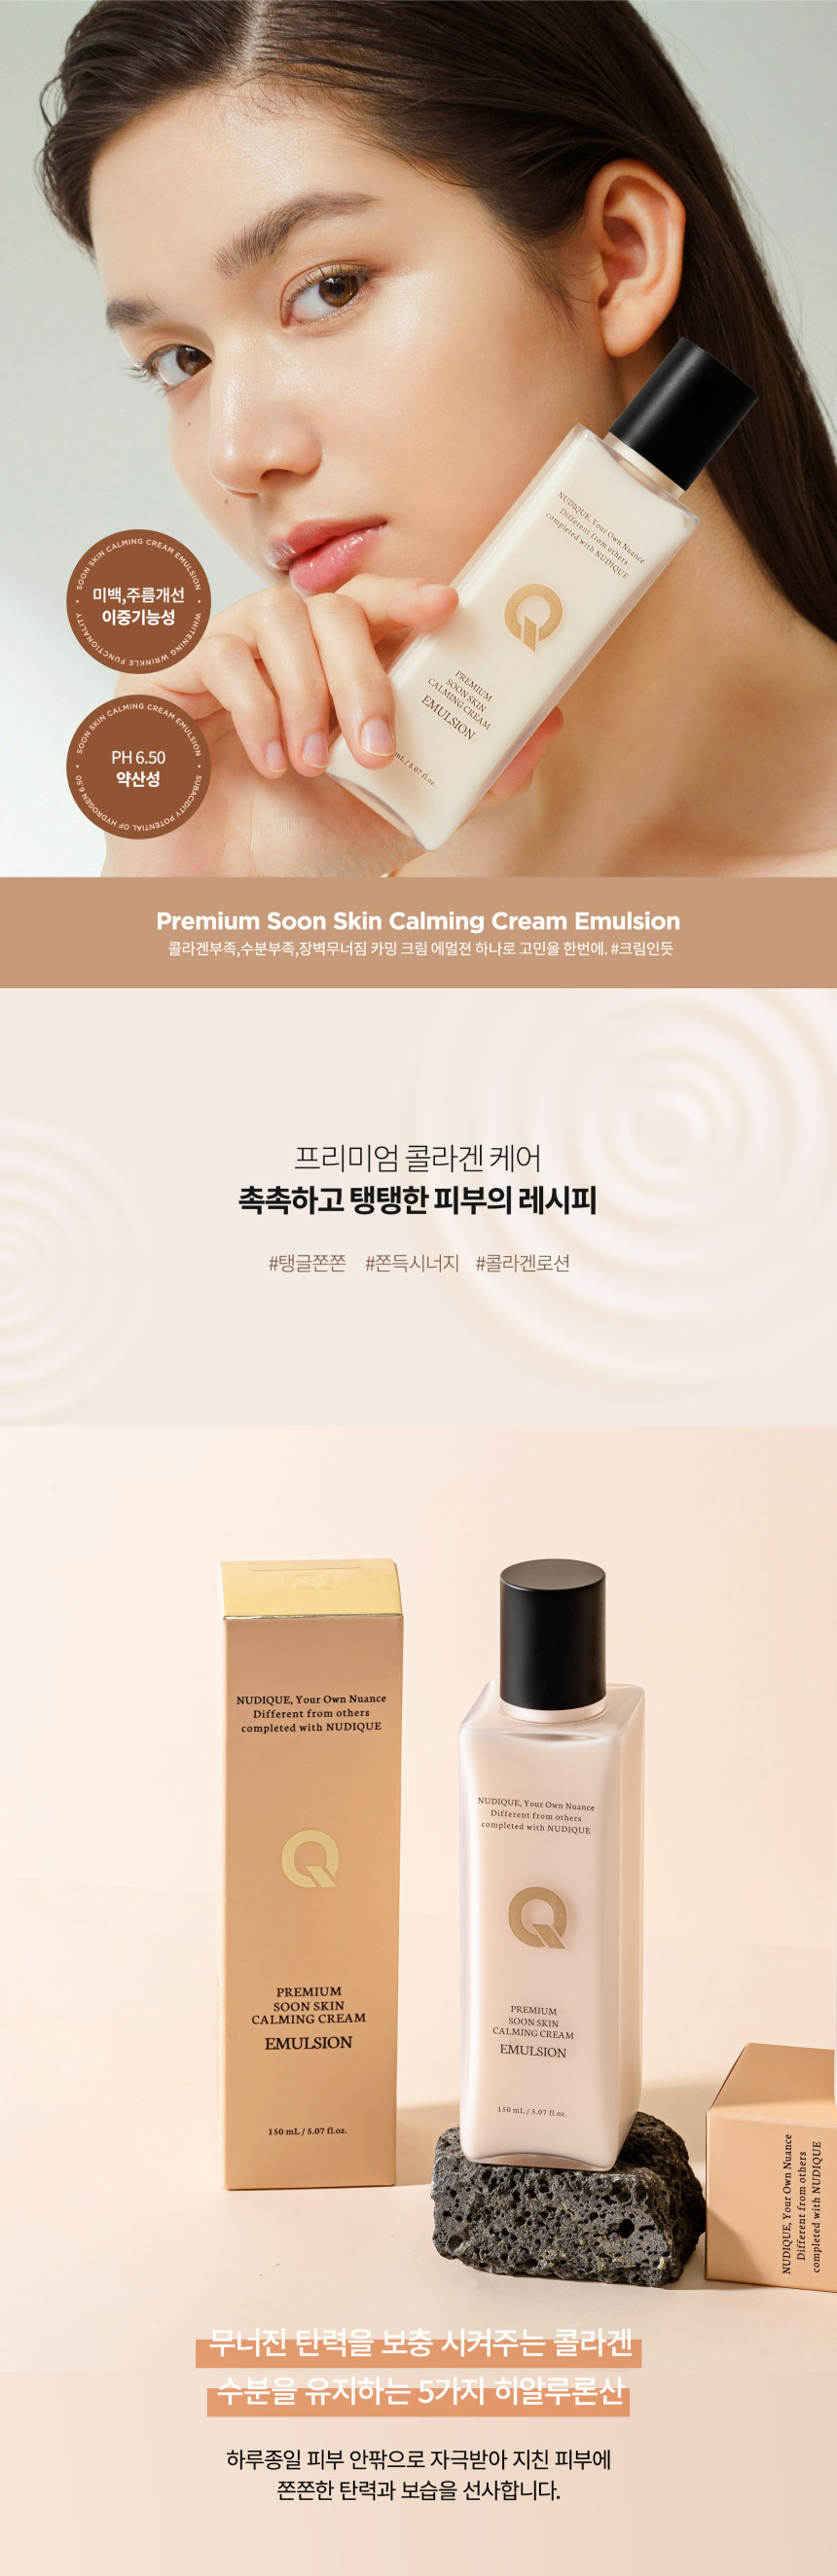 NUDIQUE, Your Own Nuance
Different from others
completed with NUDIQUE
PREMIUM
SOON SKIN
CALMING CREAM
EMULSION
mL / 5.07 fl.oz.
SOON SKIN CALMING CREAM EMULSION
미백,주름개선
이중기능성
WHITENING WRINKLE FUNCTIONALITY
SOON SKIN CALMING CREAM EMULSION
PH 6.50
약산성
SUBACIDITY POTENTIAL OF HYDROGEN 6.50
Premium Soon Skin Calming Cream Emulsion
콜라겐부족,수분부족,장벽무너짐 카밍 크림 에멀젼 하나로 고민을 한번에. #크림인듯
프리미엄 콜라겐 케어
촉촉하고 탱탱한 피부의 레시피
#탱글쫀쫀 #쫀득시너지 #콜라겐로션
NUDIQUE, Your Own Nuance
Different from others
completed with NUDIQUE
PREMIUM
SOON SKIN
CALMING CREAM
EMULSION
150 mL / 5.07 fl.oz.
NUDIQUE, Your Own Nuance
Different from others
completed with NUDIQUE
PREMIUM
SOON SKIN
CALMING CREAM
EMULSION
150 mL / 5.07 fl.oz.
NUDIQUE, Your Own Nuance
Different from others
completed with NUDIQUE
무너진 탄력을 보충 시켜주는 콜라겐
수분을 유지하는 5가지 히알루론산
하루종일 피부 안팎으로 자극받아 지친 피부에
쫀쫀한 탄력과 보습을 선사합니다.